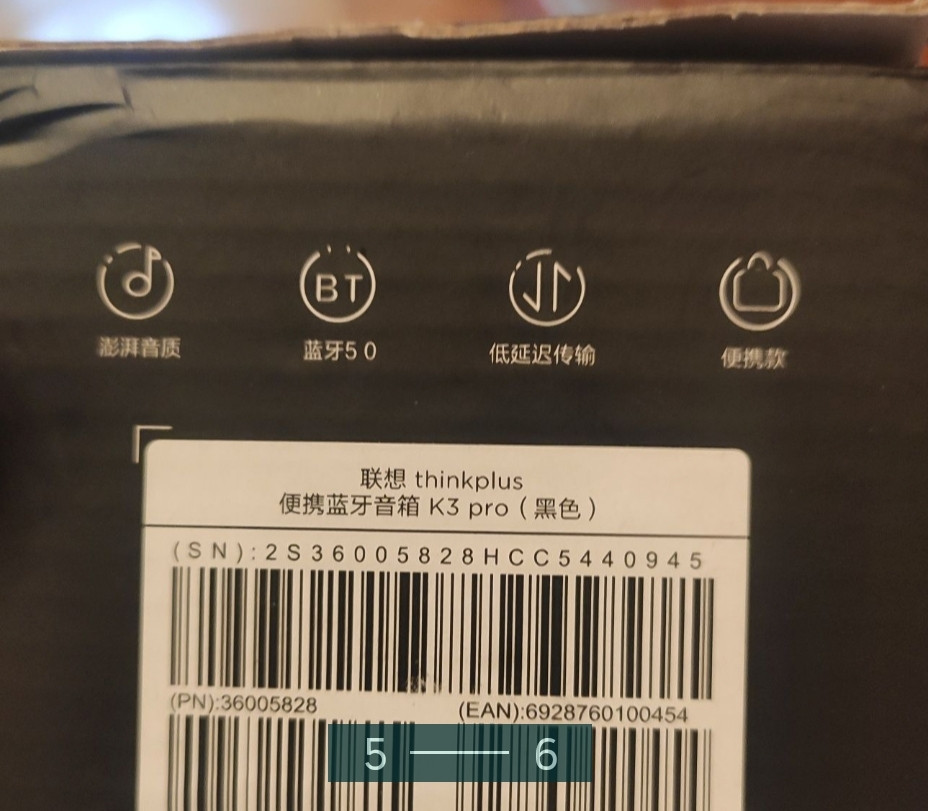 BT
澎湃音质
蓝牙5 0
低延迟传输
便携款
联想 thinkplus
便携蓝牙音箱 K3 pro（黑色）
(SN):2S36005828HCC5440945
(PN):36005828
(EAN):6928760100454
5 — 6